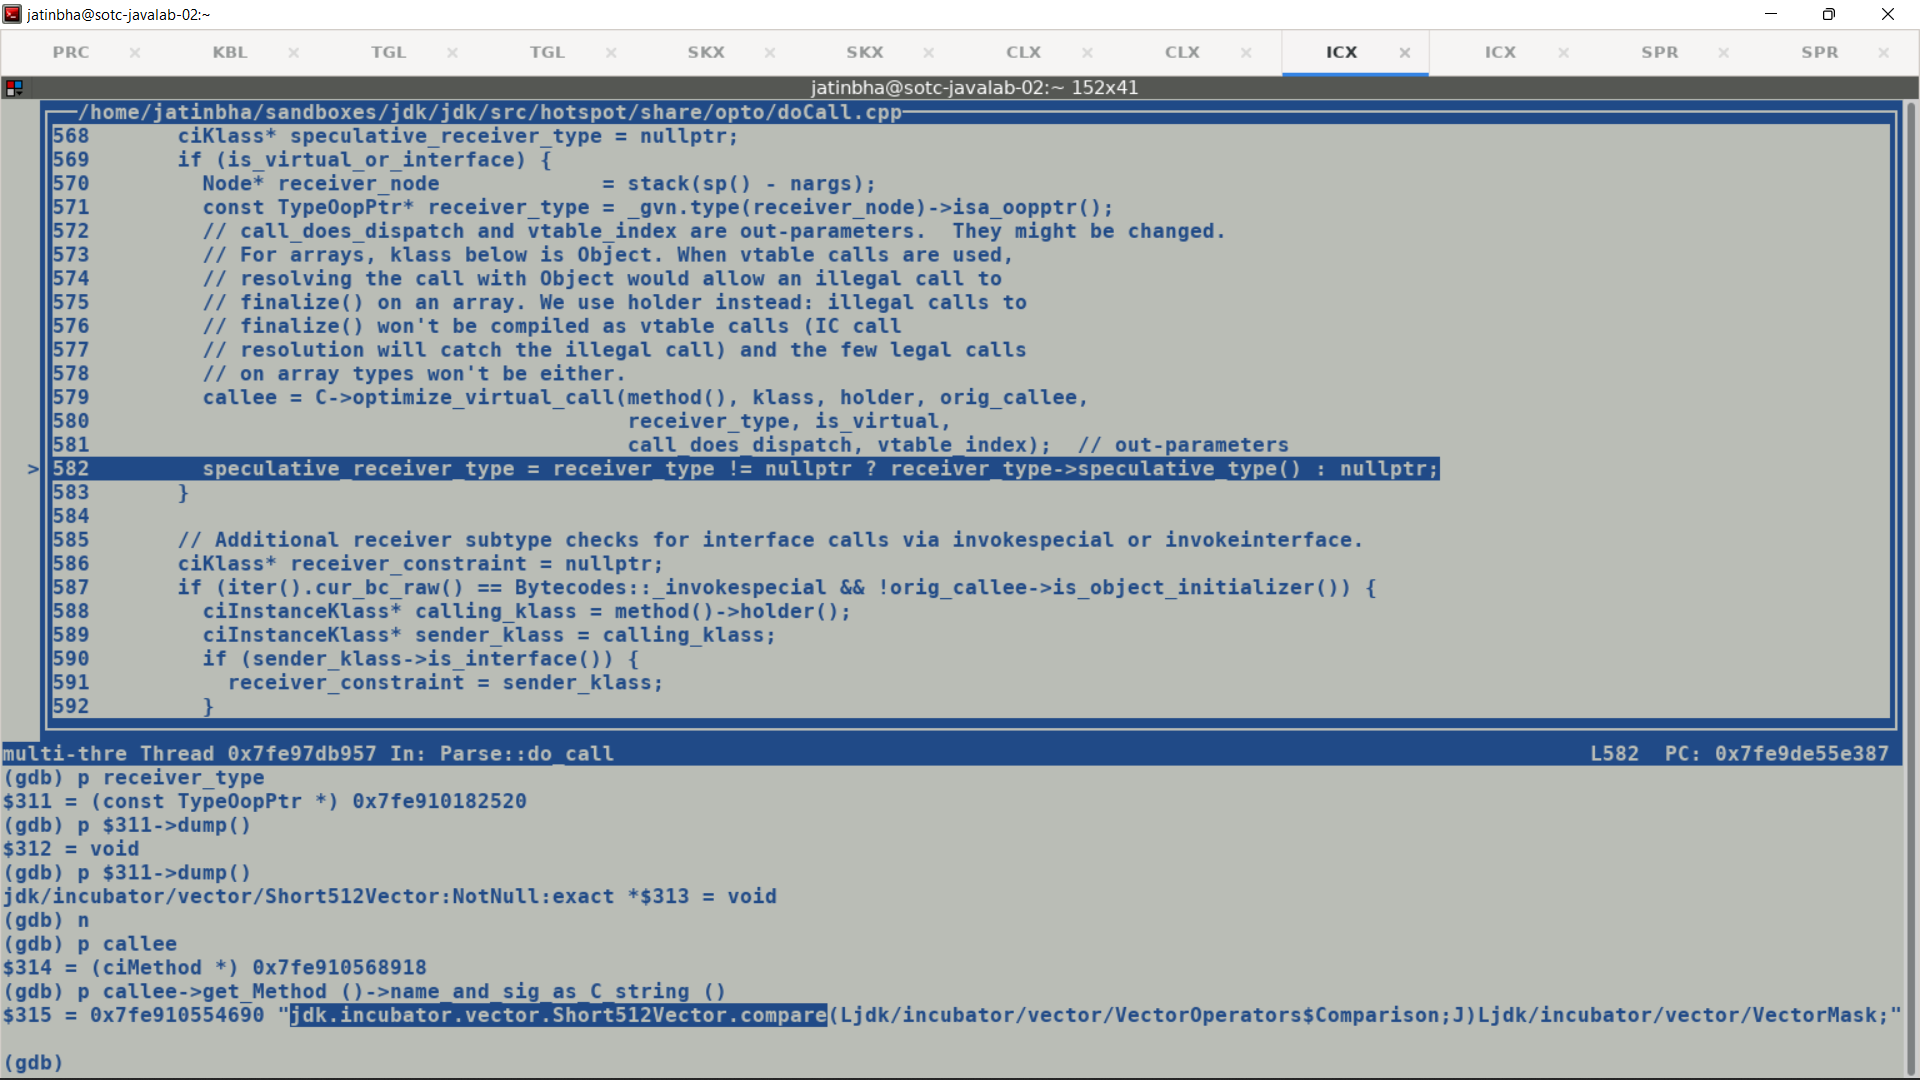 jatinbha@sotc-javalab-02:~
PRC × KBL × TGL × TGL × SKX × SKX × CLX × CLX × ICX × ICX × SPR × SPR ×
jatinbha@sotc-javalab-02:~ 152x41
/home/jatinbha/sandboxes/jdk/jdk/src/hotspot/share/opto/doCall.cpp
568       ciKlass* speculative_receiver_type = nullptr;
569       if (is_virtual_or_interface) {
570         Node* receiver_node             = stack(sp() - nargs);
571         const TypeOopPtr* receiver_type = _gvn.type(receiver_node)->isa_oopptr();
572         // call_does_dispatch and vtable_index are out-parameters.  They might be changed.
573         // For arrays, klass below is Object. When vtable calls are used,
574         // resolving the call with Object would allow an illegal call to
575         // finalize() on an array. We use holder instead: illegal calls to
576         // finalize() won't be compiled as vtable calls (IC call
577         // resolution will catch the illegal call) and the few legal calls
578         // on array types won't be either.
579         callee = C->optimize_virtual_call(method(), klass, holder, orig_callee,
580                                           receiver_type, is_virtual,
581                                           call_does_dispatch, vtable_index);  // out-parameters
> 582         speculative_receiver_type = receiver_type != nullptr ? receiver_type->speculative_type() : nullptr;
583       }
584
585       // Additional receiver subtype checks for interface calls via invokespecial or invokeinterface.
586       ciKlass* receiver_constraint = nullptr;
587       if (iter().cur_bc_raw() == Bytecodes::_invokespecial && !orig_callee->is_object_initializer()) {
588         ciInstanceKlass* calling_klass = method()->holder();
589         ciInstanceKlass* sender_klass = calling_klass;
590         if (sender_klass->is_interface()) {
591           receiver_constraint = sender_klass;
592         }
multi-thre Thread 0x7fe97db957 In: Parse::do_call L582 PC: 0x7fe9de55e387
(gdb) p receiver_type
$311 = (const TypeOopPtr *) 0x7fe910182520
(gdb) p $311->dump()
$312 = void
(gdb) p $311->dump()
jdk/incubator/vector/Short512Vector:NotNull:exact *$313 = void
(gdb) n
(gdb) p callee
$314 = (ciMethod *) 0x7fe910568918
(gdb) p callee->get_Method ()->name_and_sig_as_C_string ()
$315 = 0x7fe910554690 "jdk.incubator.vector.Short512Vector.compare(Ljdk/incubator/vector/VectorOperators$Comparison;J)Ljdk/incubator/vector/VectorMask;"
(gdb)